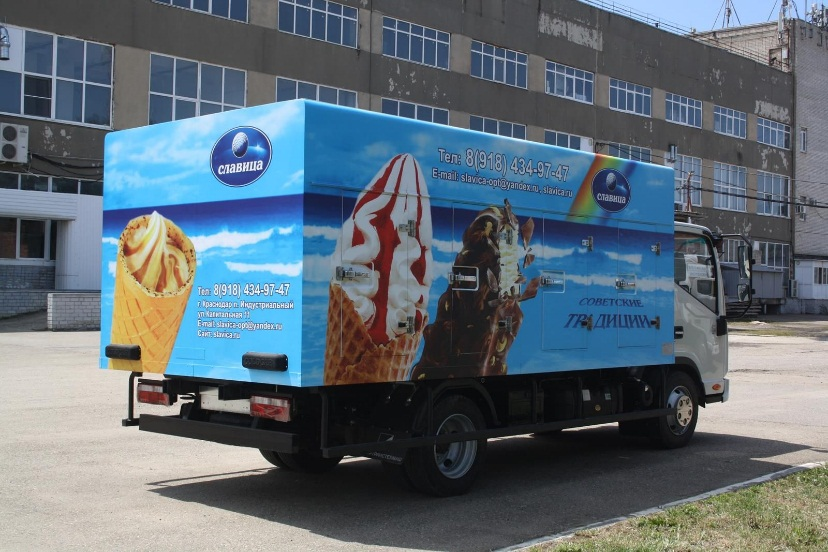 славица
Тел: 8(918) 434-97-47
г. Краснодар п. Индустриальный
ул. Капитальная 11
E-mail: slavica-opt@yandex.ru
Сайт: slavica.ru
Тел: 8(918) 434-97-47
E-mail: slavica-opt@yandex.ru, slavica.ru
славица
СОВЕТСКИЕ
ТРАДИЦИИ